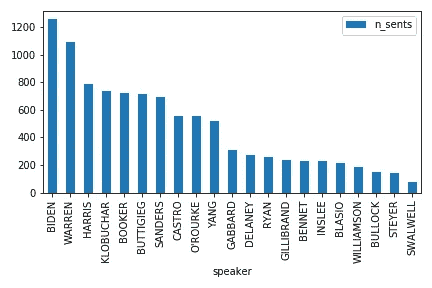 n_sents
1200
1000
800
600
400
200
0
BIDEN
WARREN
HARRIS
KLOBUCHAR
BOOKER
BUTTIGIEG
SANDERS
CASTRO
O'ROURKE
YANG
GABBARD
DELANEY
RYAN
GILLIBRAND
BENNET
INSLEE
BLASIO
WILLIAMSON
BULLOCK
STEYER
SWALWELL
speaker